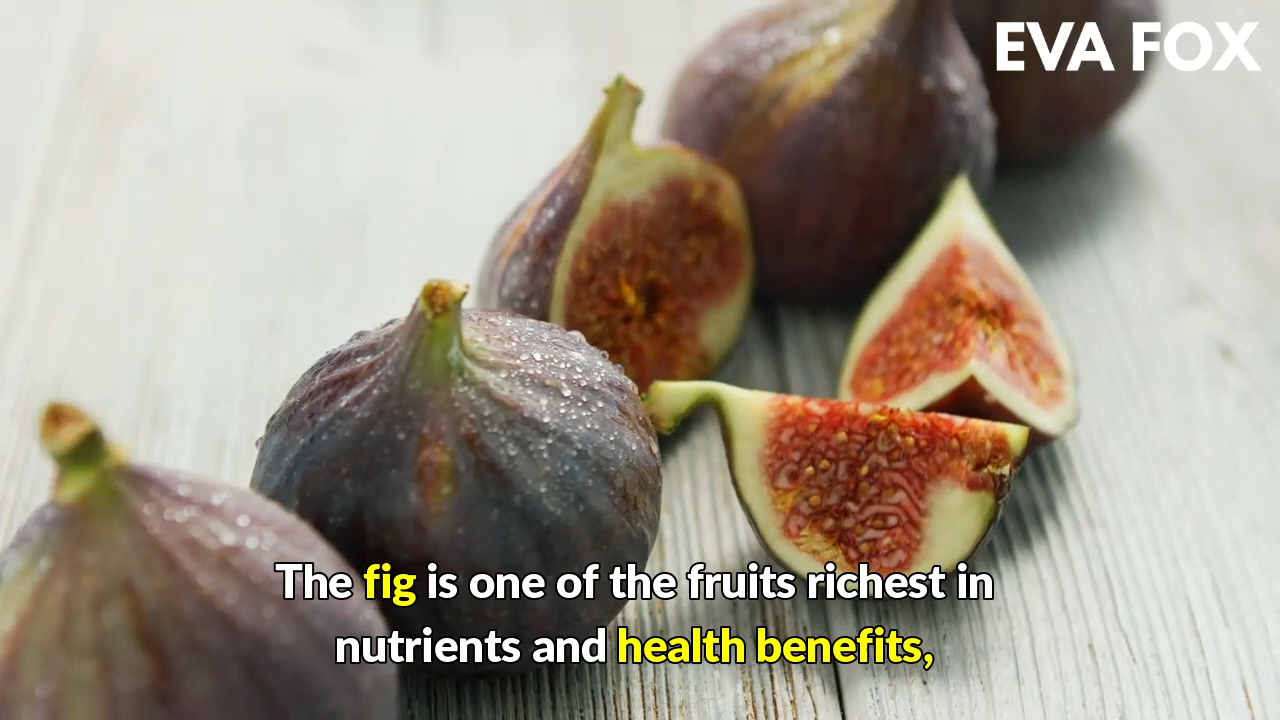 EVA FOX
The fig is one of the fruits richest in
nutrients and health benefits,